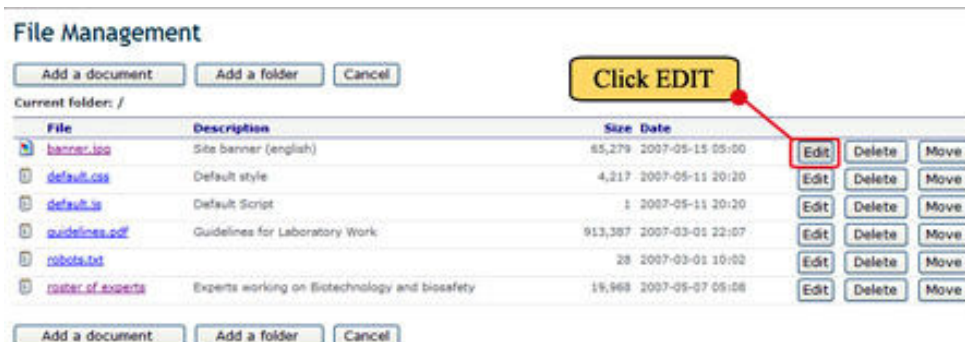 File Management
Add a document Add a folder Cancel
Click EDIT
Current folder: /
File Description Size Date
banner.jpg Site banner (english) 65,279 2007-05-15 05:00 Edit Delete Move
default.css Default style 4,217 2007-05-11 20:20 Edit Delete Move
default.js Default Script 1 2007-05-11 20:20 Edit Delete Move
guidelines.pdf Guidelines for Laboratory Work 913,387 2007-03-01 22:07 Edit Delete Move
robots.txt 28 2007-03-01 10:02 Edit Delete Move
roster of experts Experts working on Biotechnology and biosafety 19,968 2007-05-07 05:08 Edit Delete Move
Add a document Add a folder Cancel